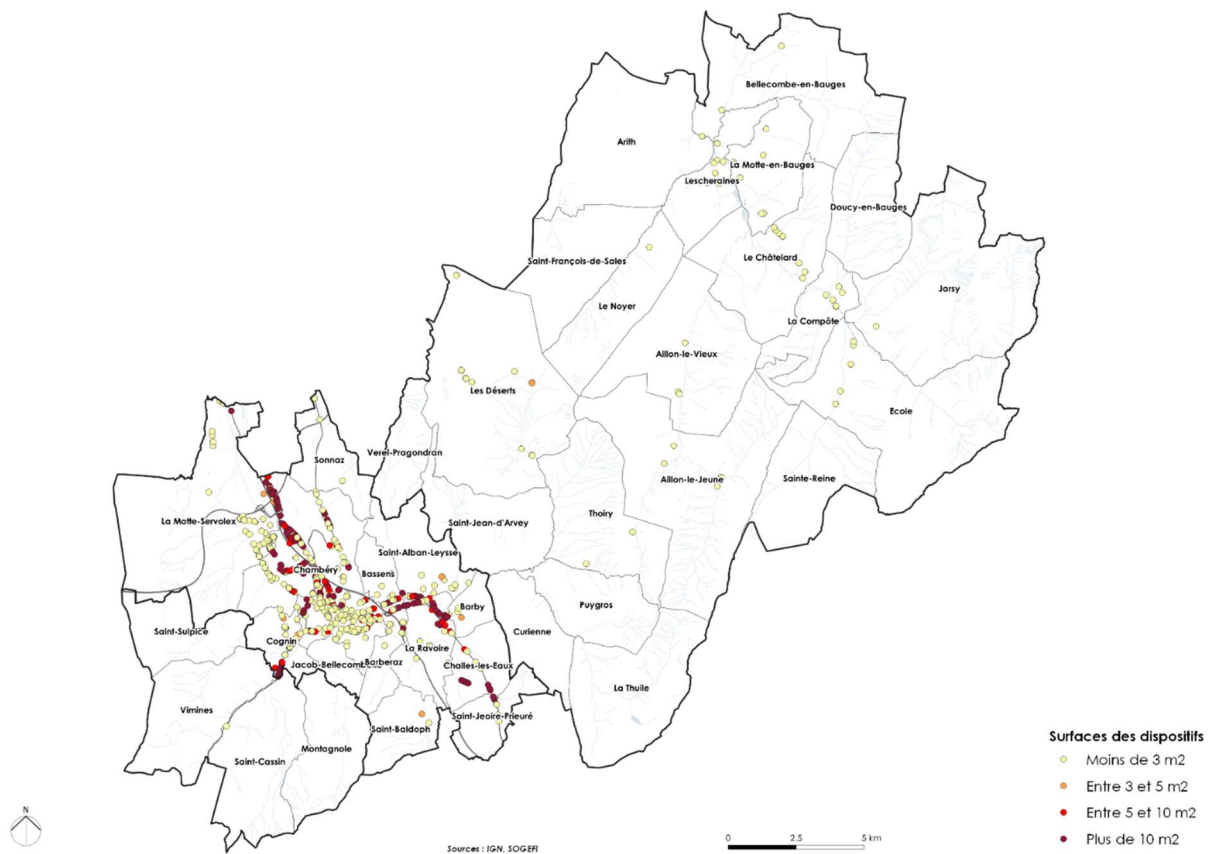 Bellecombe-en-Bauges
Arith
La Motte-en-Bauges
Lescheraines
Doucy-en-Bauges
Saint-François-de-Sales
Le Châtelard
Jarsy
Le Noyer
La Compôte
Aillon-le-Vieux
Les Déserts
Ecole
Verel-Pragondran
Sonnaz
Aillon-le-Jeune
Sainte-Reine
La Motte-Servolex
Thoiry
Saint-Jean-d'Arvey
Saint-Alban-Leysse
Chambéry
Bassens
Barby
Puygros
Saint-Sulpice
Curienne
Cognin
La Ravoire
Jacob-Bellecombette
Barberaz
Challes-les-Eaux
La Thuile
Vimines
Saint-Jeoire-Prieuré
Saint-Baldoph
Montagnole
Saint-Cassin
Surfaces des dispositifs
Moins de 3 m2
Entre 3 et 5 m2
Entre 5 et 10 m2
Plus de 10 m2
N
0 2.5 5 km
Sources : IGN, SOGEFI